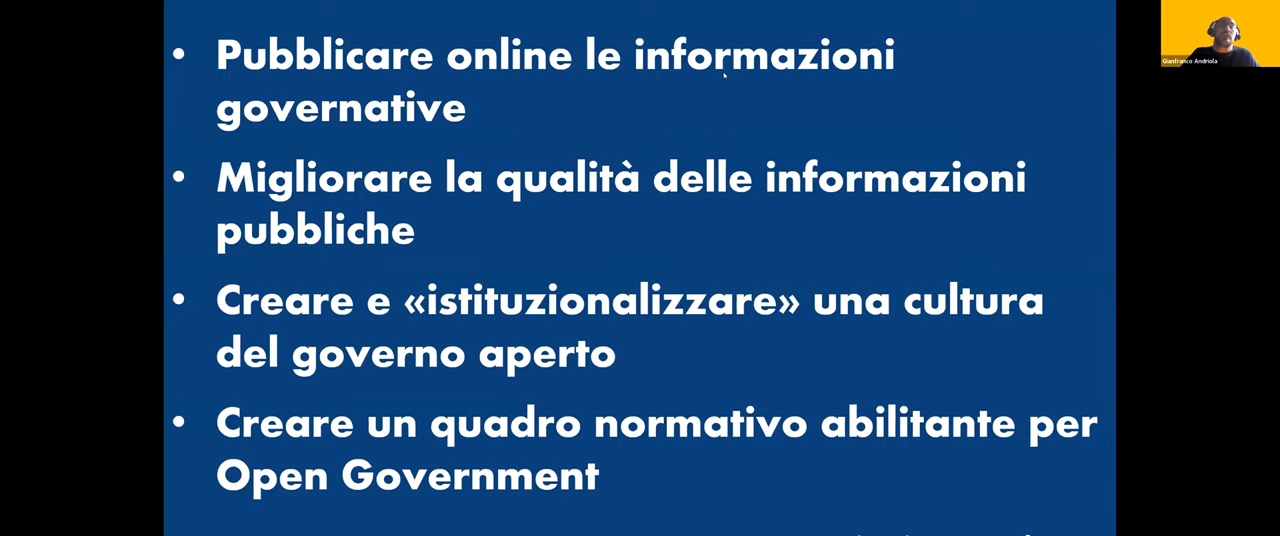 • Pubblicare online le informazioni
governative
• Migliorare la qualità delle informazioni
pubbliche
• Creare e «istituzionalizzare» una cultura
del governo aperto
• Creare un quadro normativo abilitante per
Open Government
Gianfranco Andriola